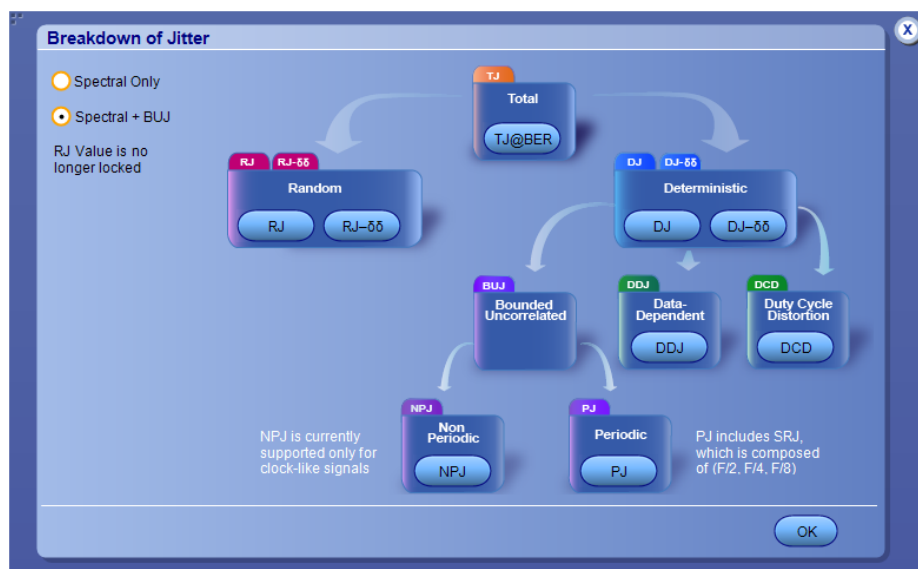 Breakdown of Jitter
X
Spectral Only
Spectral + BUJ
RJ Value is no
longer locked
TJ
Total
TJ@BER
RJ RJ-δδ
Random
RJ RJ–δδ
DJ DJ-δδ
Deterministic
DJ DJ–δδ
BUJ
Bounded
Uncorrelated
DDJ
Data-
Dependent
DDJ
DCD
Duty Cycle
Distortion
DCD
NPJ is currently
supported only for
clock-like signals
NPJ
Non
Periodic
NPJ
PJ
Periodic
PJ
PJ includes SRJ,
which is composed
of (F/2, F/4, F/8)
OK